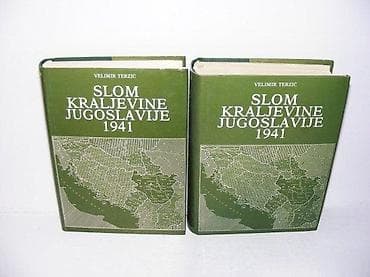 VELIMIR TERZIĆ
SLOM
KRALJEVINE
JUGOSLAVIJE
1941
VELIMIR TERZIĆ
SLOM
KRALJEVINE
JUGOSLAVIJE
1941